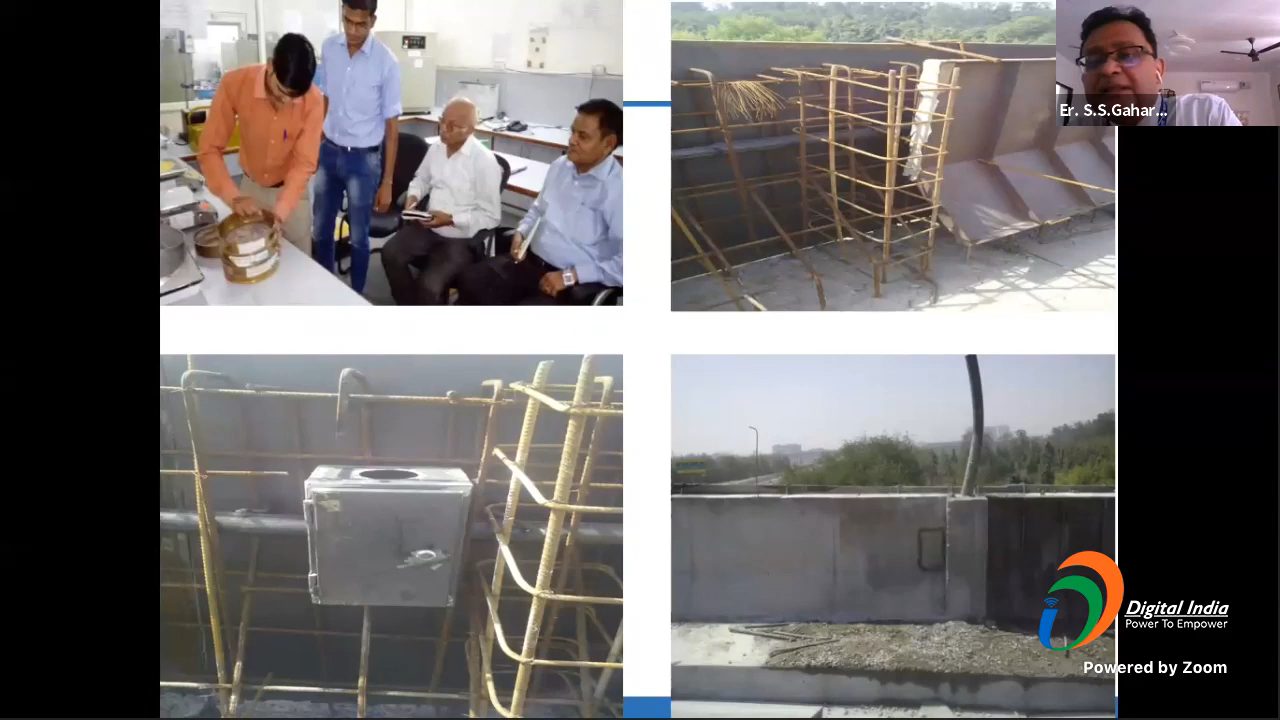 Er. S.S.Gahar...
Digital India
Power To Empower
Powered by Zoom